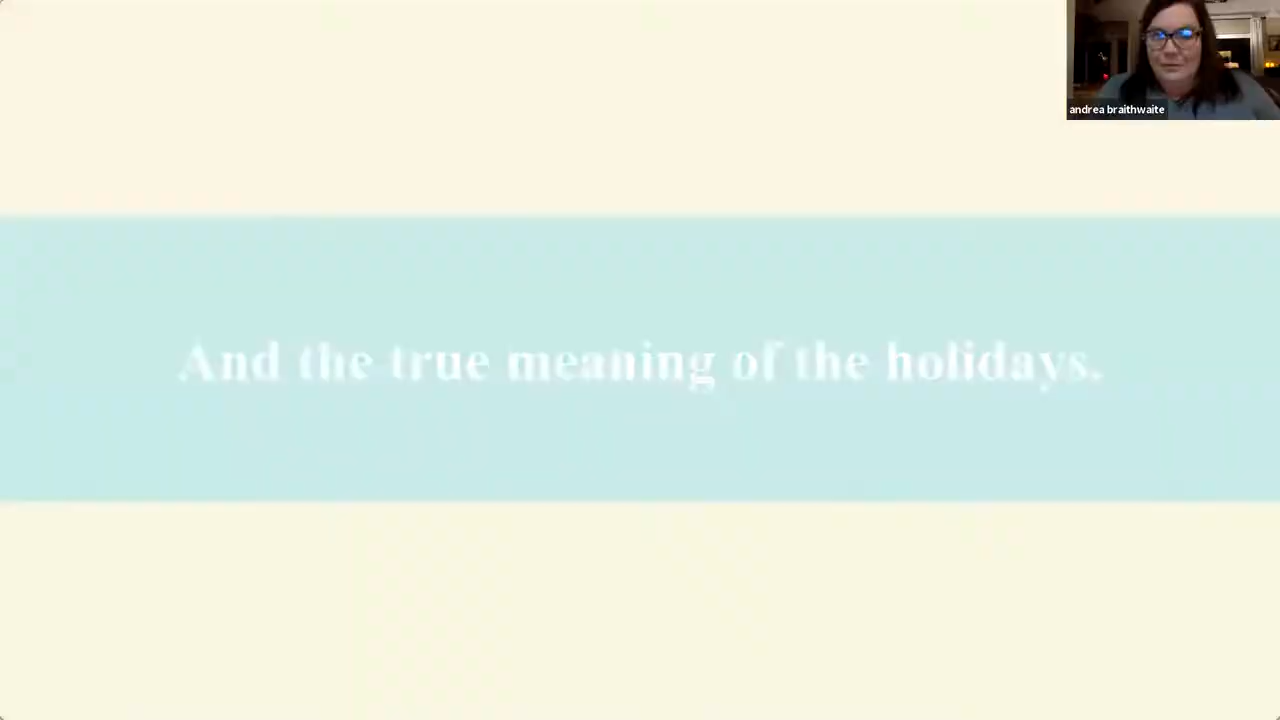 andrea braithwaite
And the true meaning of the holidays.